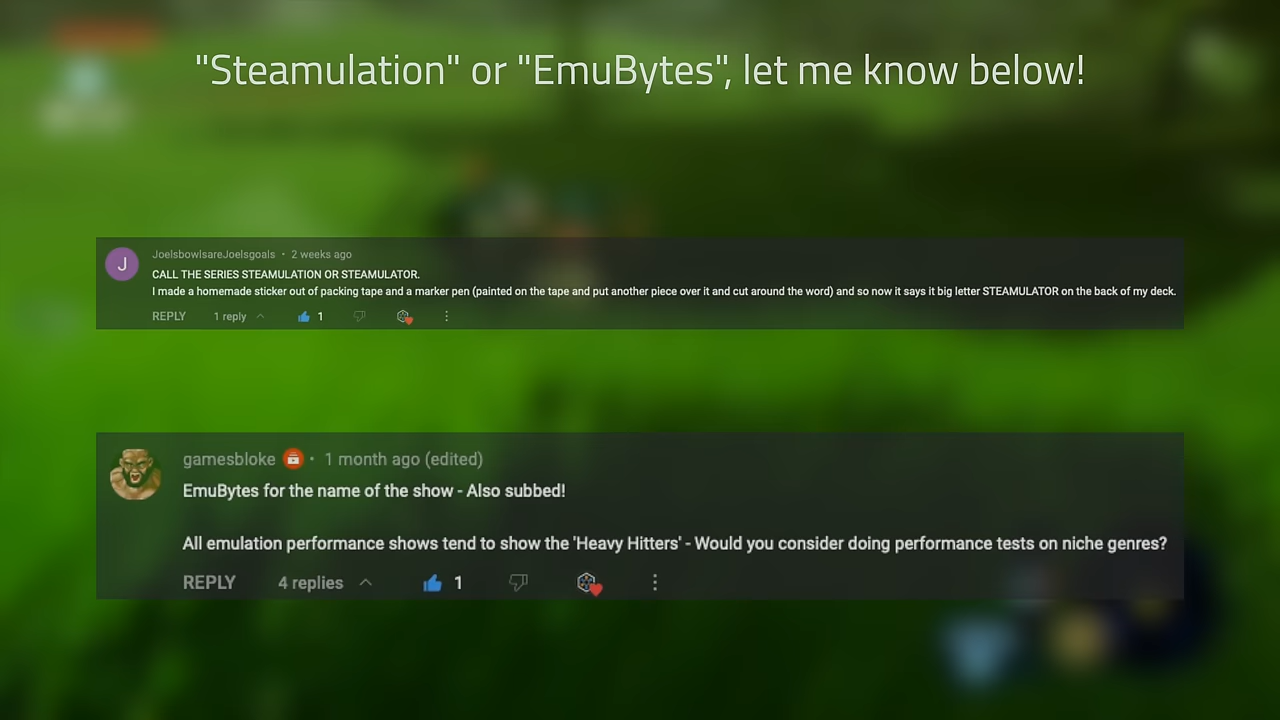 "Steamulation" or "EmuBytes", let me know below!
J
JoelsbowlsareJoelsgoals • 2 weeks ago
CALL THE SERIES STEAMULATION OR STEAMULATOR.
I made a homemade sticker out of packing tape and a marker pen (painted on the tape and put another piece over it and cut around the word) and so now it says it big letter STEAMULATOR on the back of my deck.
REPLY 1 reply 1
gamesbloke • 1 month ago (edited)
EmuBytes for the name of the show - Also subbed!
All emulation performance shows tend to show the 'Heavy Hitters' - Would you consider doing performance tests on niche genres?
REPLY 4 replies 1